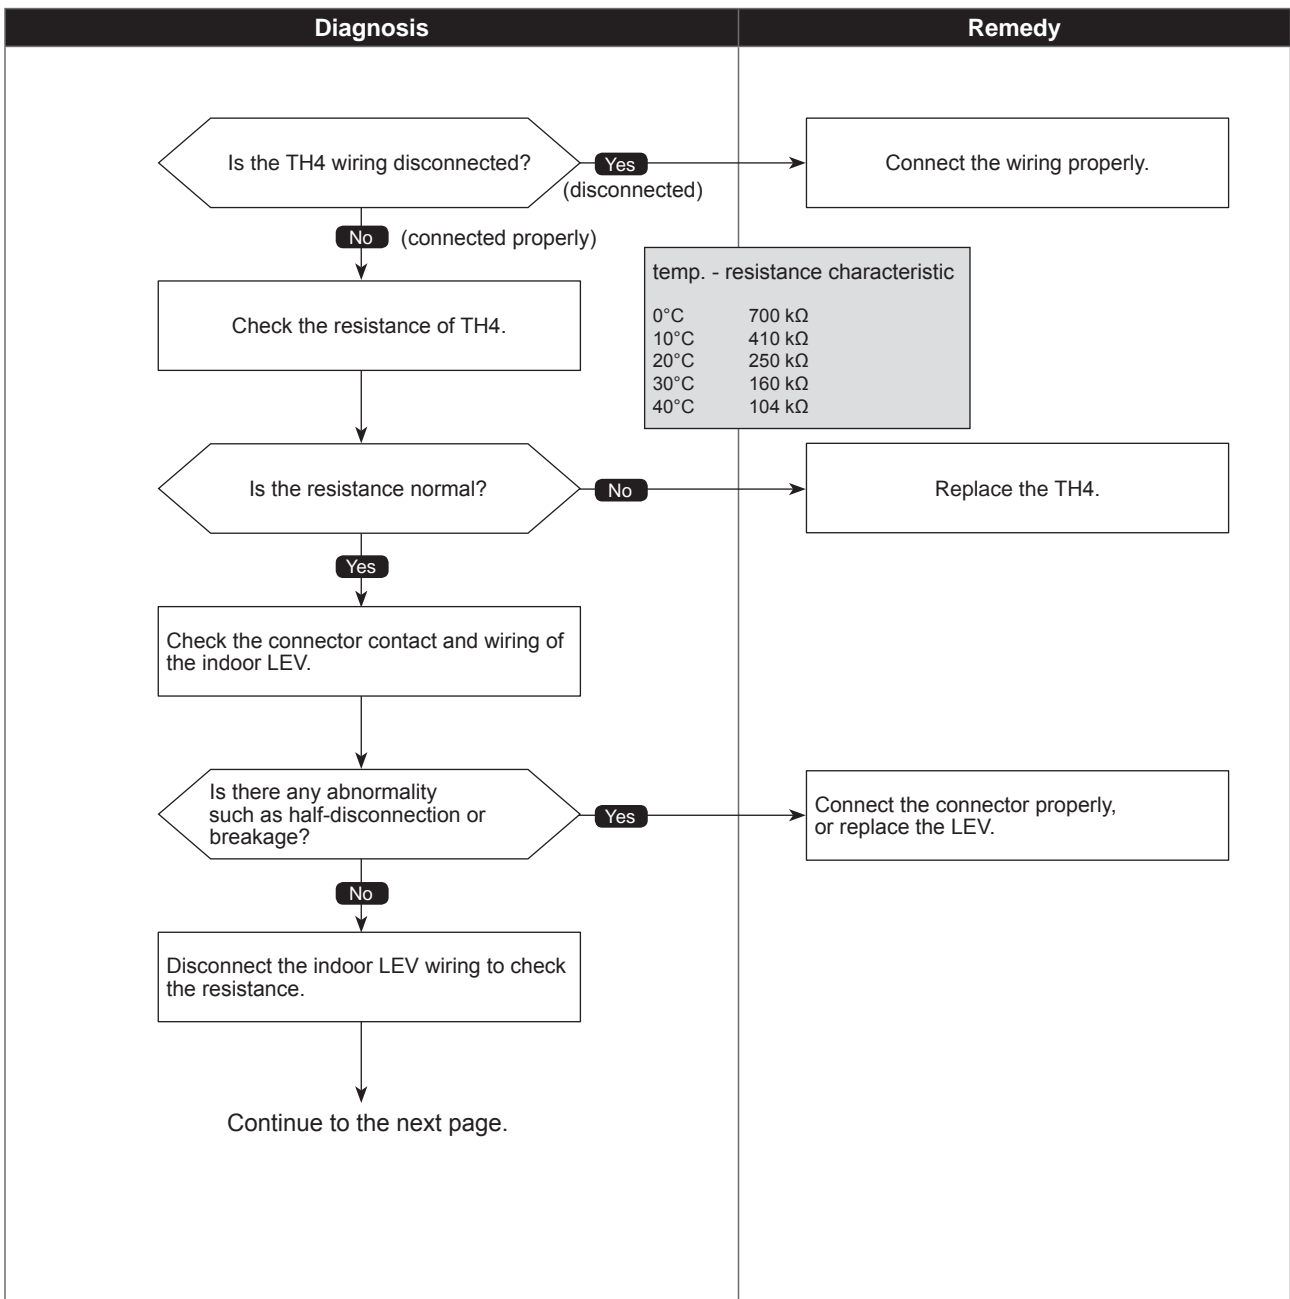 Diagnosis
Remedy
Is the TH4 wiring disconnected?
Yes
(disconnected)
Connect the wiring properly.
No
(connected properly)
temp. - resistance characteristic
0°C 700 kΩ
10°C 410 kΩ
20°C 250 kΩ
30°C 160 kΩ
40°C 104 kΩ
Check the resistance of TH4.
Is the resistance normal?
No
Replace the TH4.
Yes
Check the connector contact and wiring of
the indoor LEV.
Is there any abnormality
such as half-disconnection or
breakage?
Yes
Connect the connector properly,
or replace the LEV.
No
Disconnect the indoor LEV wiring to check
the resistance.
Continue to the next page.